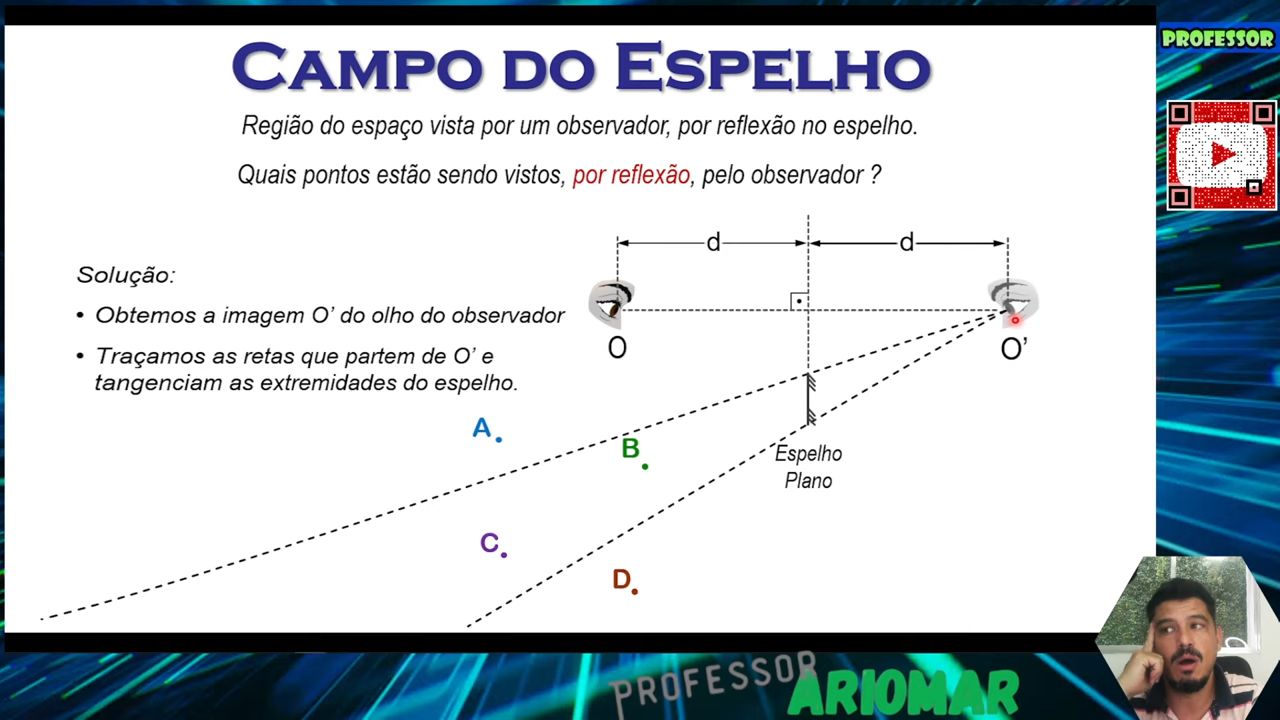 CAMPO DO ESPELHO
PROFESSOR
Região do espaço vista por um observador, por reflexão no espelho.
Quais pontos estão sendo vistos, por reflexão, pelo observador ?
d
d
Solução:
• Obtemos a imagem O' do olho do observador
O
O'
• Traçamos as retas que partem de O' e
tangenciam as extremidades do espelho.
A
B
Espelho
Plano
C
D
PROFESSOR
ARIOMAR